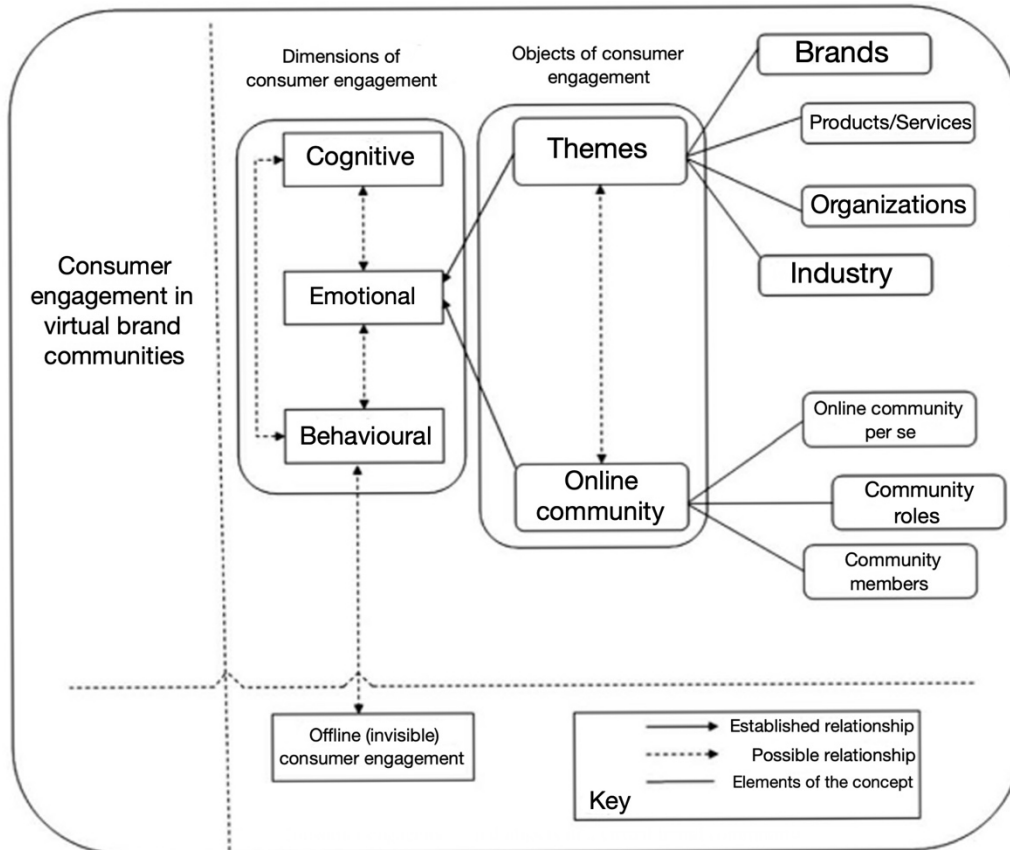 Dimensions of
consumer engagement
Objects of consumer
engagement
Brands
Products/Services
Organizations
Industry
Cognitive
Themes
Emotional
Behavioural
Online
community
Consumer
engagement in
virtual brand
communities
Online community
per se
Community
roles
Community
members
Offline (invisible)
consumer engagement
Established relationship
Possible relationship
Elements of the concept
Key